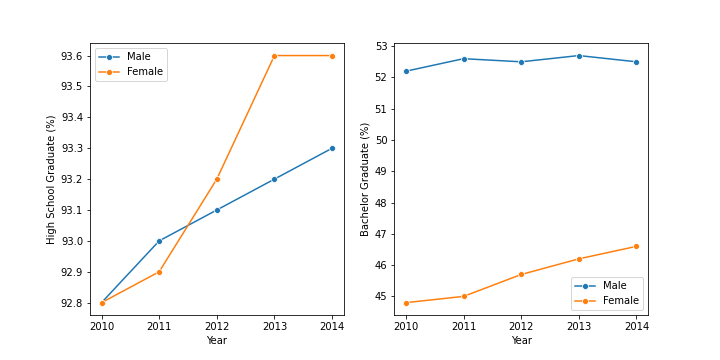 High School Graduate (%)
93.6
93.5
93.4
93.3
93.2
93.1
93.0
92.9
92.8
Male
Female
2010 2011 2012 2013 2014
Year
Bachelor Graduate (%)
53
52
51
50
49
48
47
46
45
Male
Female
2010 2011 2012 2013 2014
Year